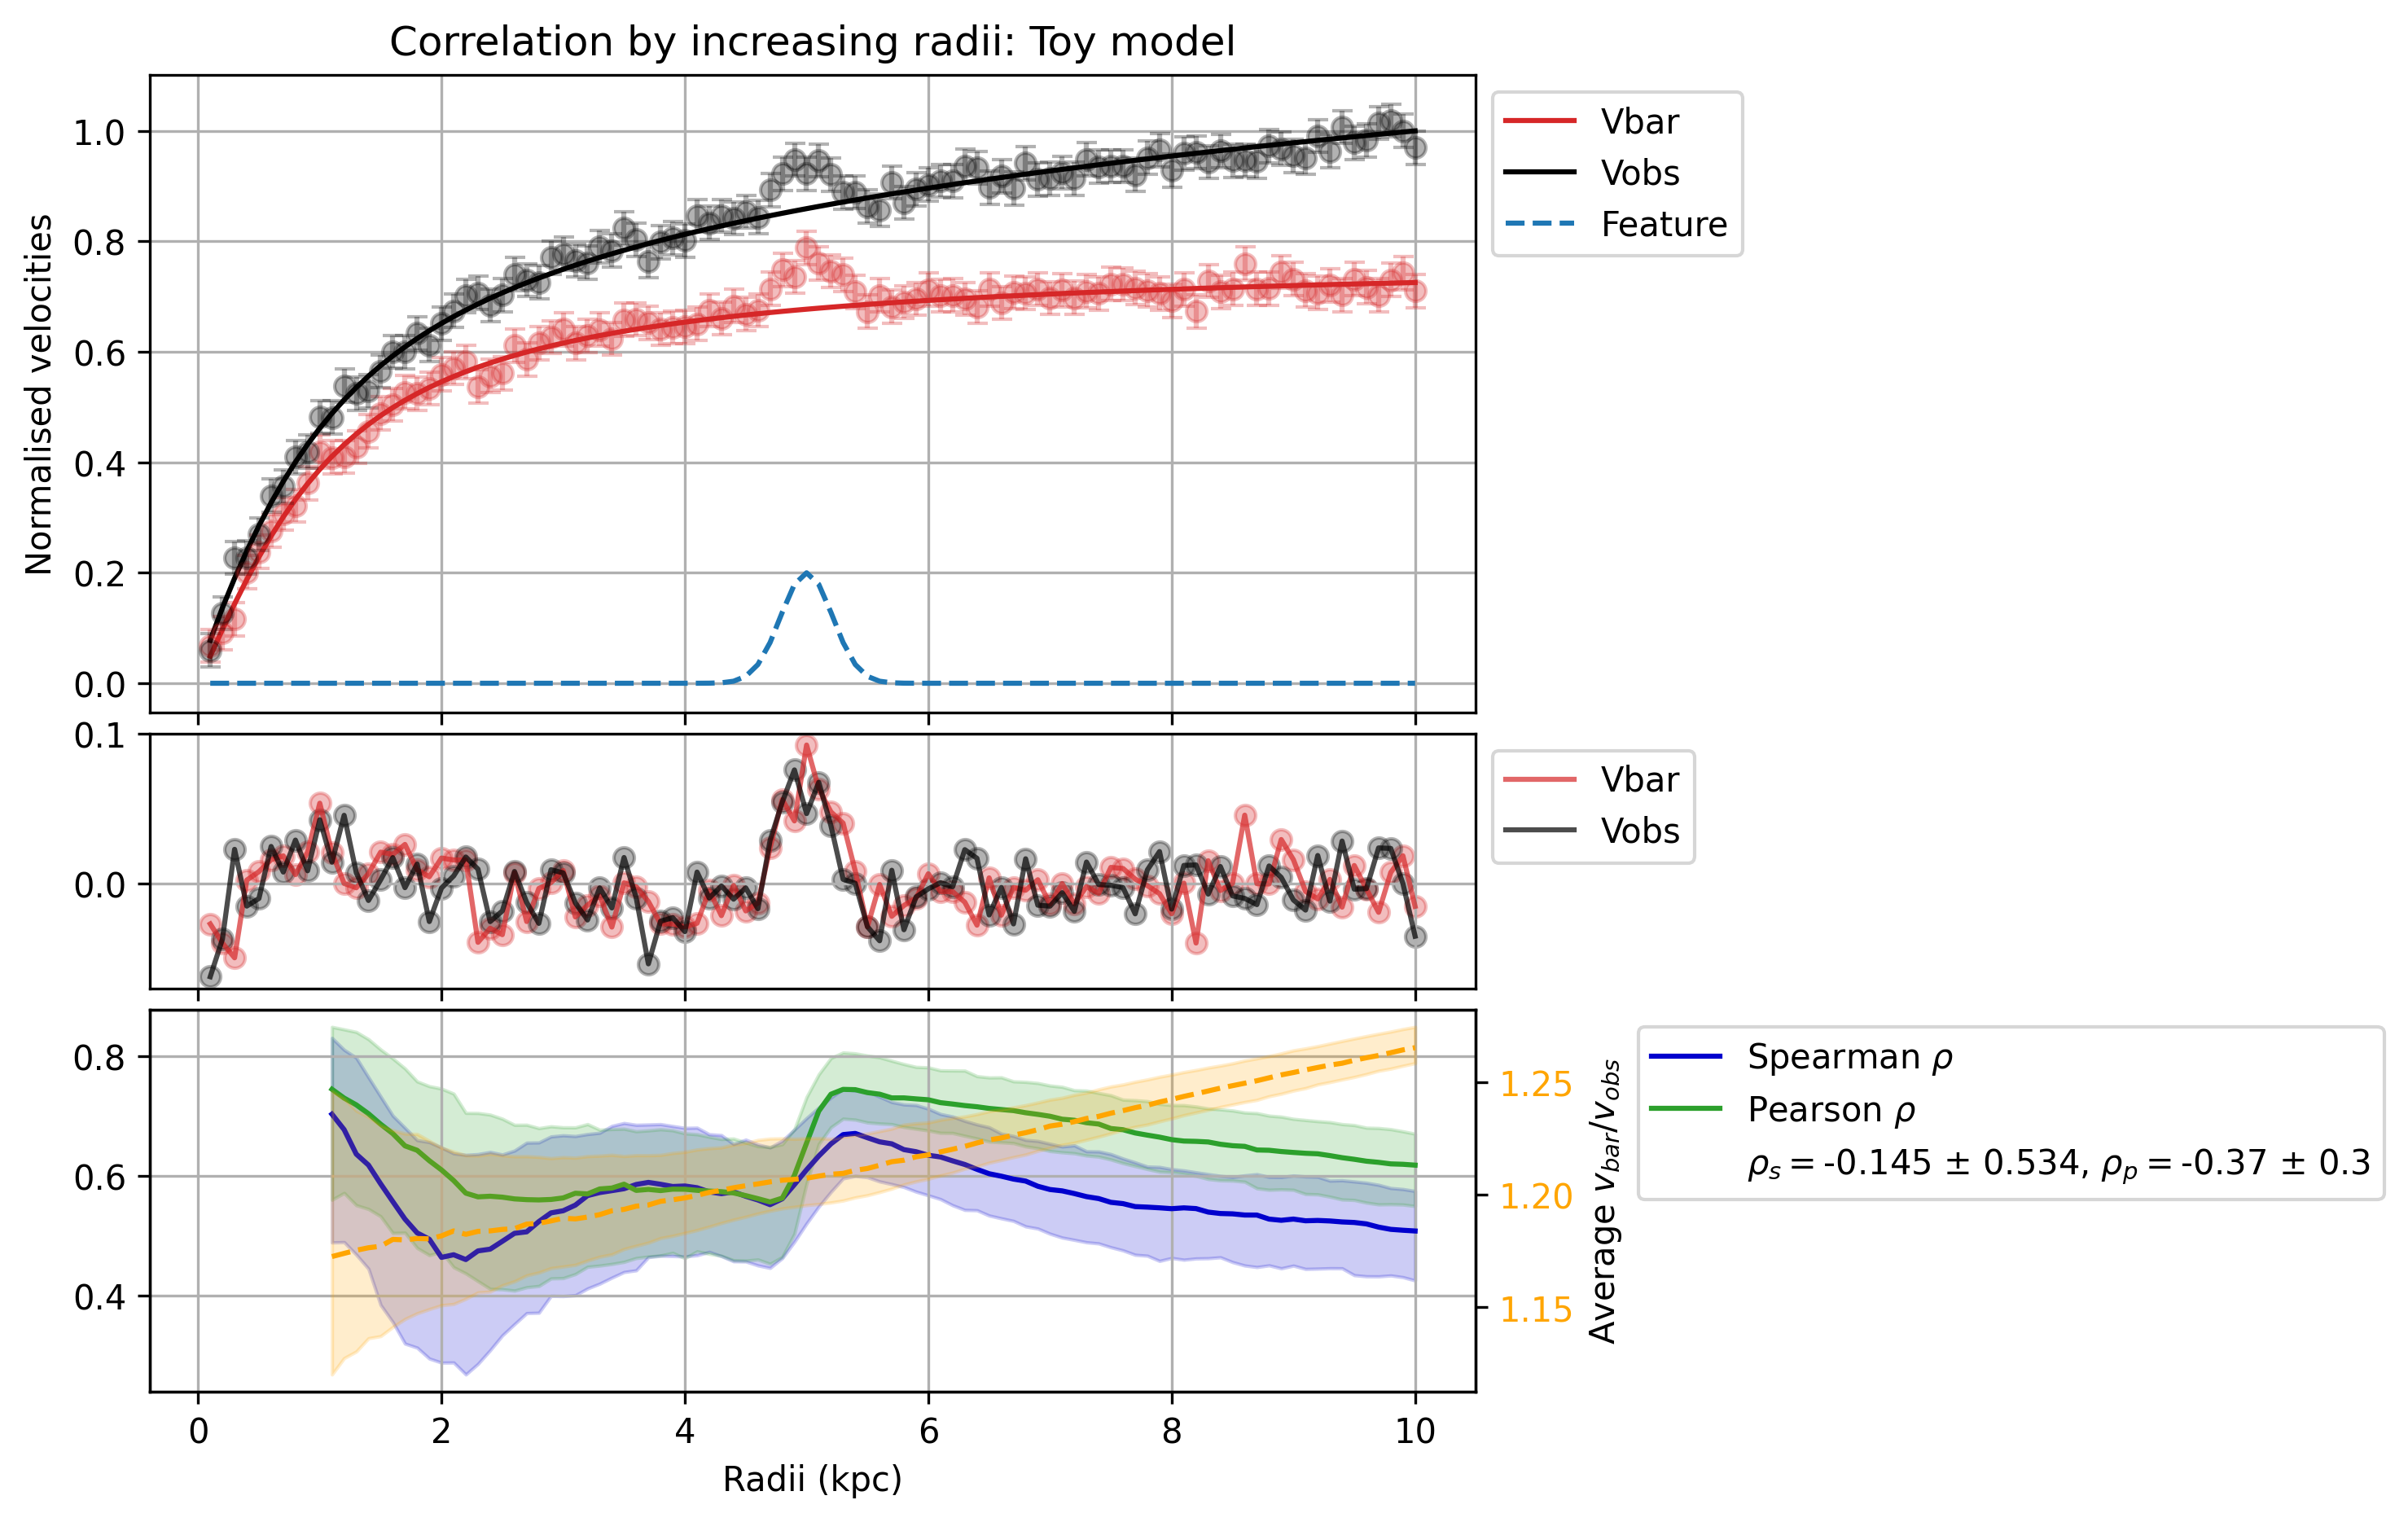 Correlation by increasing radii: Toy model
Normalised velocities
1.0
0.8
0.6
0.4
0.2
0.0
Vbar
Vobs
Feature
0.1
0.0
Vbar
Vobs
0.8
0.6
0.4
1.25
1.20
1.15
Average v_bar/v_obs
Spearman ρ
Pearson ρ
ρ_s = -0.145 ± 0.534, ρ_p = -0.37 ± 0.3
0 2 4 6 8 10
Radii (kpc)